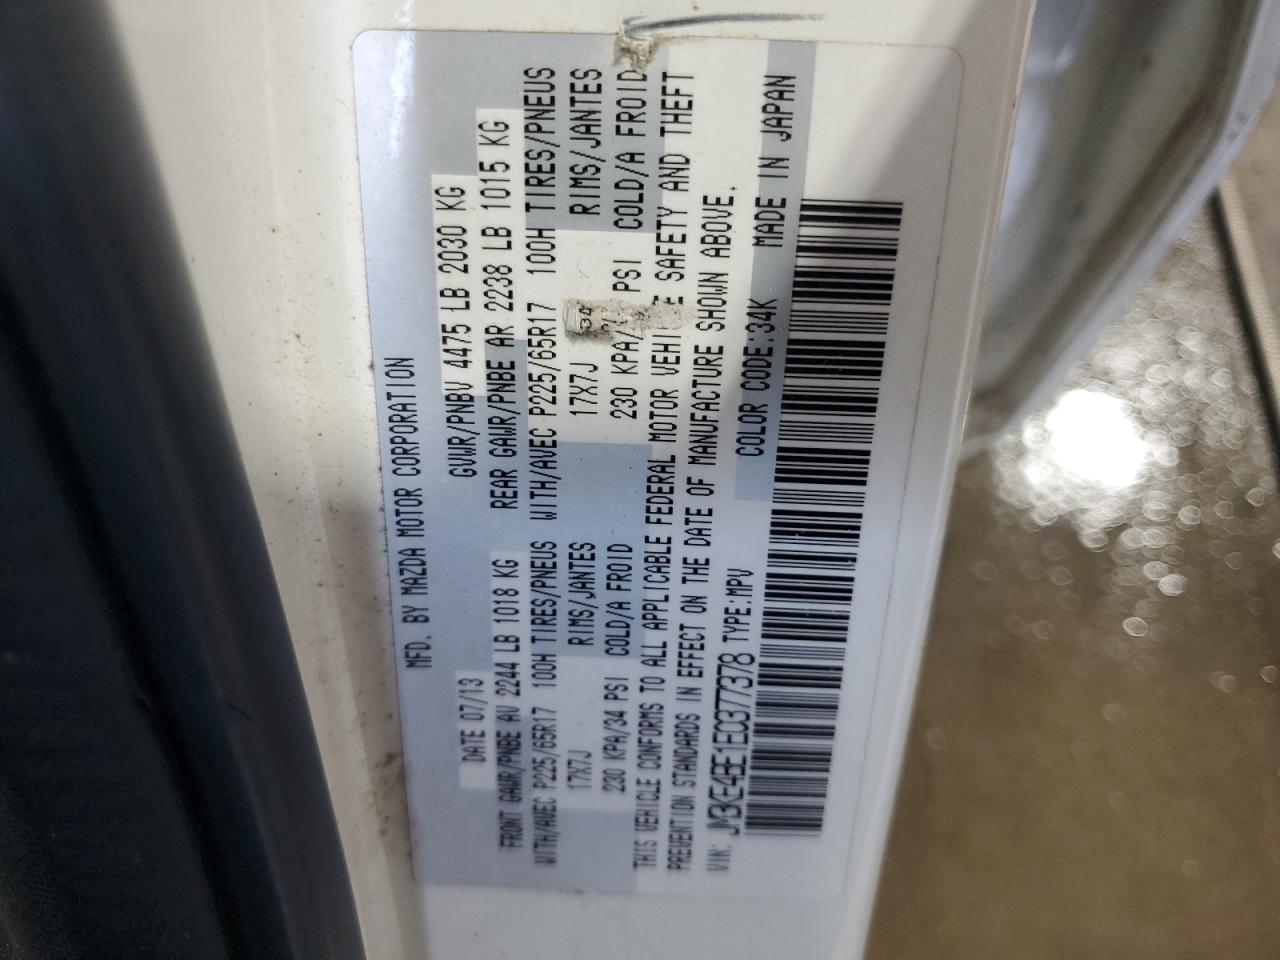 MFD. BY MAZDA MOTOR CORPORATION
DATE 07/13 GVWR/PNBV 4475 LB 2030 KG
FRONT GAWR/PNBE AV 2244 LB 1018 KG REAR GAWR/PNBE AR 2238 LB 1015 KG
WITH/AVEC P225/65R17 100H TIRES/PNEUS WITH/AVEC P225/65R17 100H TIRES/PNEUS
17X7J RIMS/JANTES 17X7J RIMS/JANTES
230 KPA/34 PSI COLD/A FROID 230 KPA/34 PSI COLD/A FROID
THIS VEHICLE CONFORMS TO ALL APPLICABLE FEDERAL MOTOR VEHICLE SAFETY AND THEFT
PREVENTION STANDARDS IN EFFECT ON THE DATE OF MANUFACTURE SHOWN ABOVE.
VIN: JM3KE4BE1E0377378 TYPE:MPV COLOR CODE:34K MADE IN JAPAN